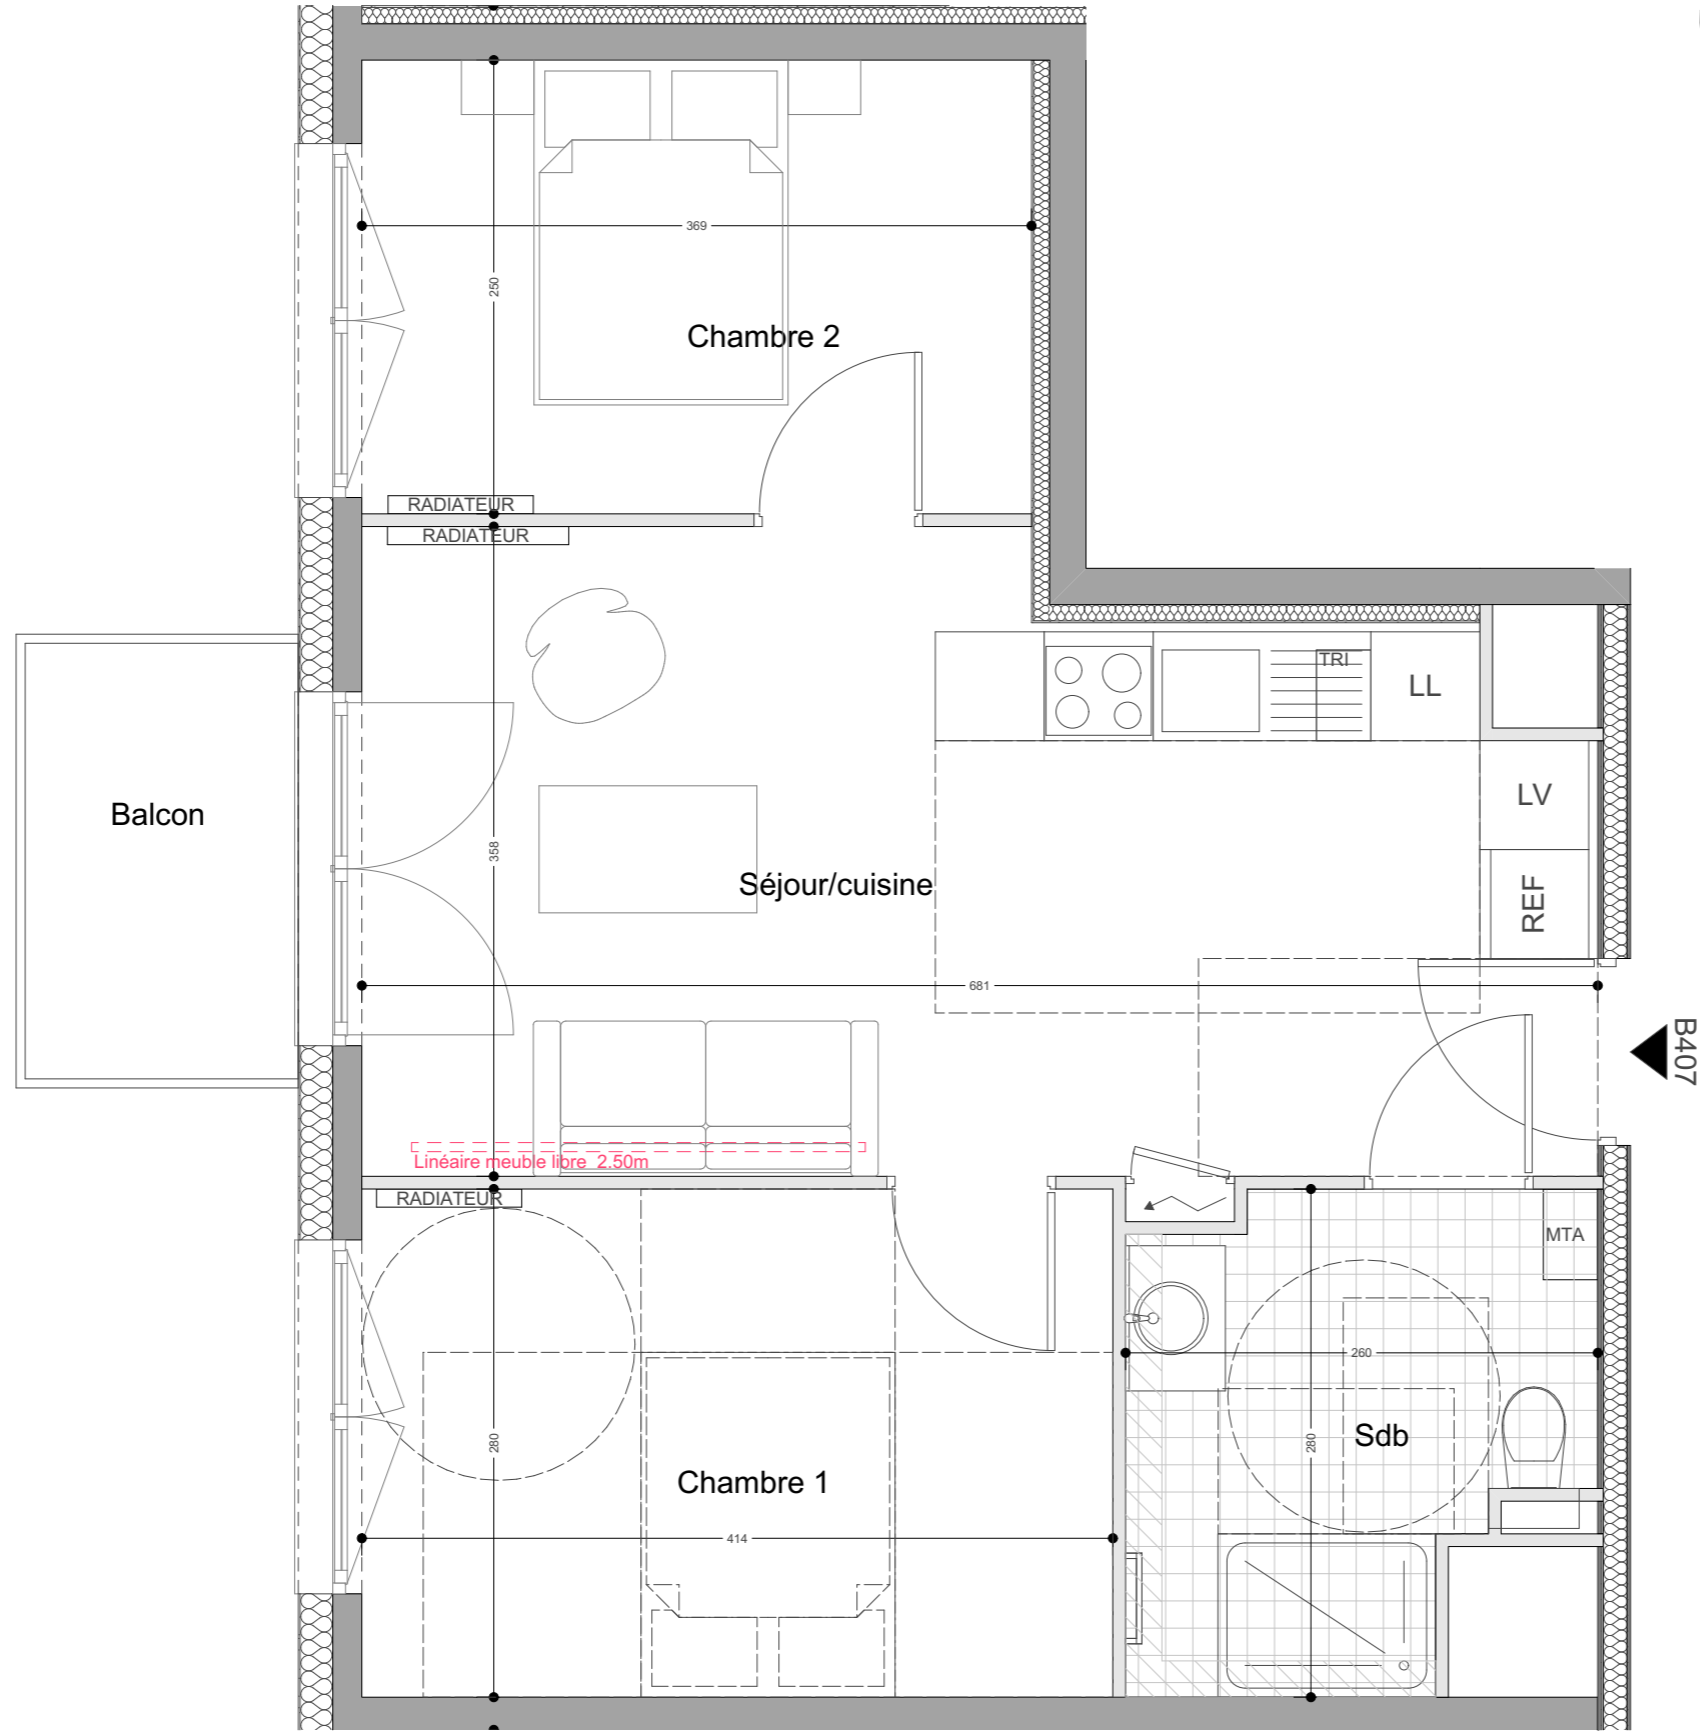 369
250
Chambre 2
RADIATEUR
RADIATEUR
TRI
LL
Balcon
LV
358
Séjour/cuisine
REF
681
B407
Linéaire meuble libre 2.50m
RADIATEUR
MTA
260
280
Chambre 1
280
Sdb
414